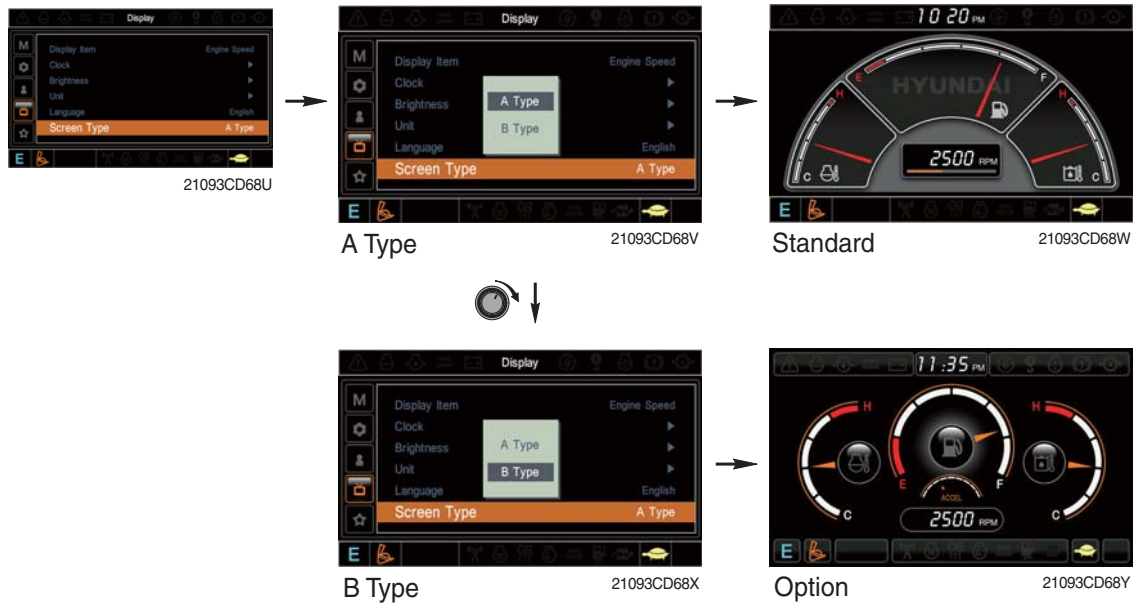 Display
M
Display Item Engine Speed
Clock
Brightness
Unit
Language English
Screen Type A Type
E
21093CD68U
Display
M
Display Item Engine Speed
Clock
Brightness
Unit
Language English
A Type
B Type
Screen Type A Type
E
A Type 21093CD68V
10 20 PM
HYUNDAI
E F
H H
C C
2500 RPM
E
Standard 21093CD68W
Display
M
Display Item Engine Speed
Clock
Brightness
Unit
Language English
A Type
B Type
Screen Type A Type
E
B Type 21093CD68X
11:35 PM
H H
E F
ACCEL
C C
2500 RPM
E
Option 21093CD68Y